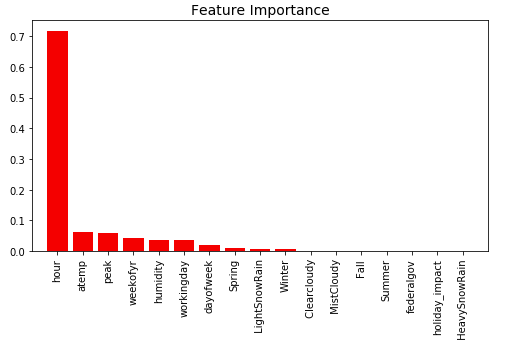 Feature Importance
0.7
0.6
0.5
0.4
0.3
0.2
0.1
0.0
hour
atemp
peak
weekofyr
humidity
workingday
dayofweek
Spring
LightSnowRain
Winter
Clearcloudy
MistCloudy
Fall
Summer
federalgov
holiday_impact
HeavySnowRain